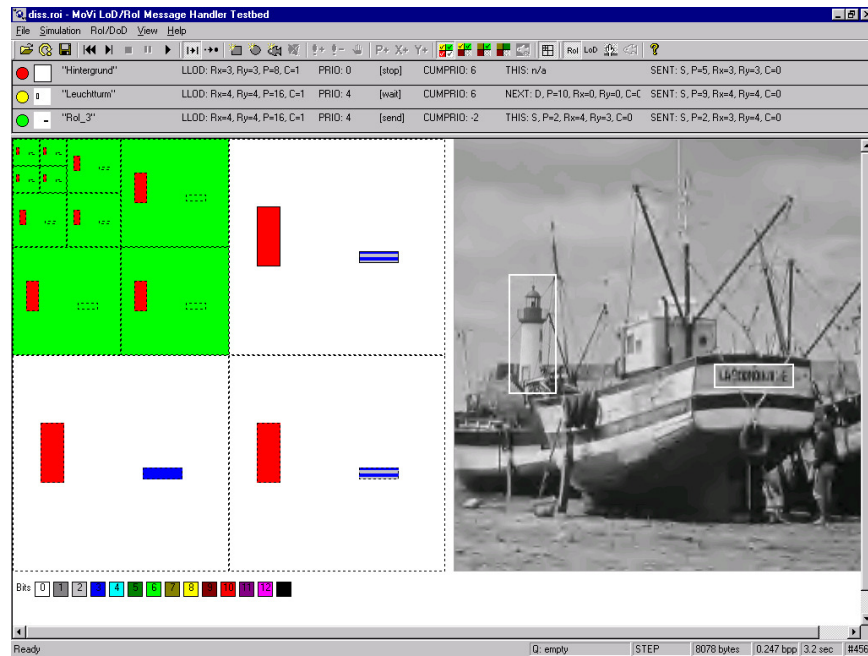 diss.roi - MoVi LoD/RoI Message Handler Testbed
File Simulation RoI/DoD View Help
P+ X+ Y+ RoI LoD
"Hintergrund" LLOD: Rx=3, Ry=3, P=8, C=1 PRIO: 0 [stop] CUMPRIO: 6 THIS: n/a SENT: S, P=5, Rx=3, Ry=3, C=0
"Leuchtturm" LLOD: Rx=4, Ry=4, P=16, C=1 PRIO: 4 [wait] CUMPRIO: 6 NEXT: D, P=10, Rx=0, Ry=0, C=0 SENT: S, P=9, Rx=4, Ry=4, C=0
"RoI_3" LLOD: Rx=4, Ry=4, P=16, C=1 PRIO: 4 [send] CUMPRIO: -2 THIS: S, P=2, Rx=4, Ry=3, C=0 SENT: S, P=2, Rx=3, Ry=4, C=0
Bits 0 1 2 3 4 5 6 7 8 9 10 11 12
Ready Q: empty STEP 8078 bytes 0.247 bpp 3.2 sec #456